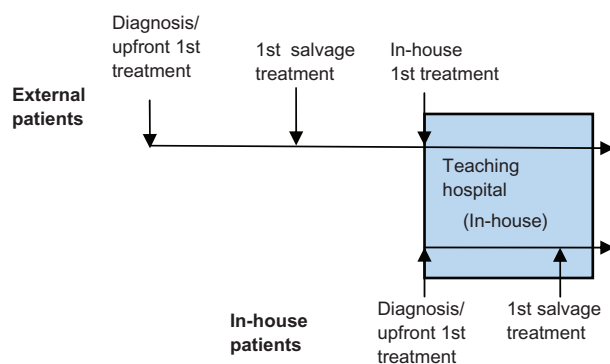 Diagnosis/
upfront 1st
treatment
1st salvage
treatment
In-house
1st treatment
External
patients
Teaching
hospital
(In-house)
In-house
patients
Diagnosis/
upfront 1st
treatment
1st salvage
treatment